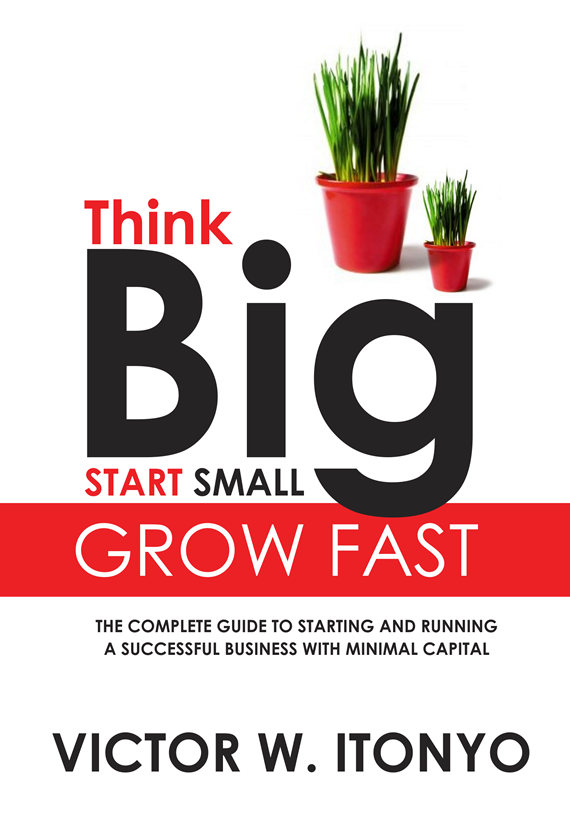 Think
Big
START SMALL
GROW FAST
THE COMPLETE GUIDE TO STARTING AND RUNNING
A SUCCESSFUL BUSINESS WITH MINIMAL CAPITAL
VICTOR W. ITONYO